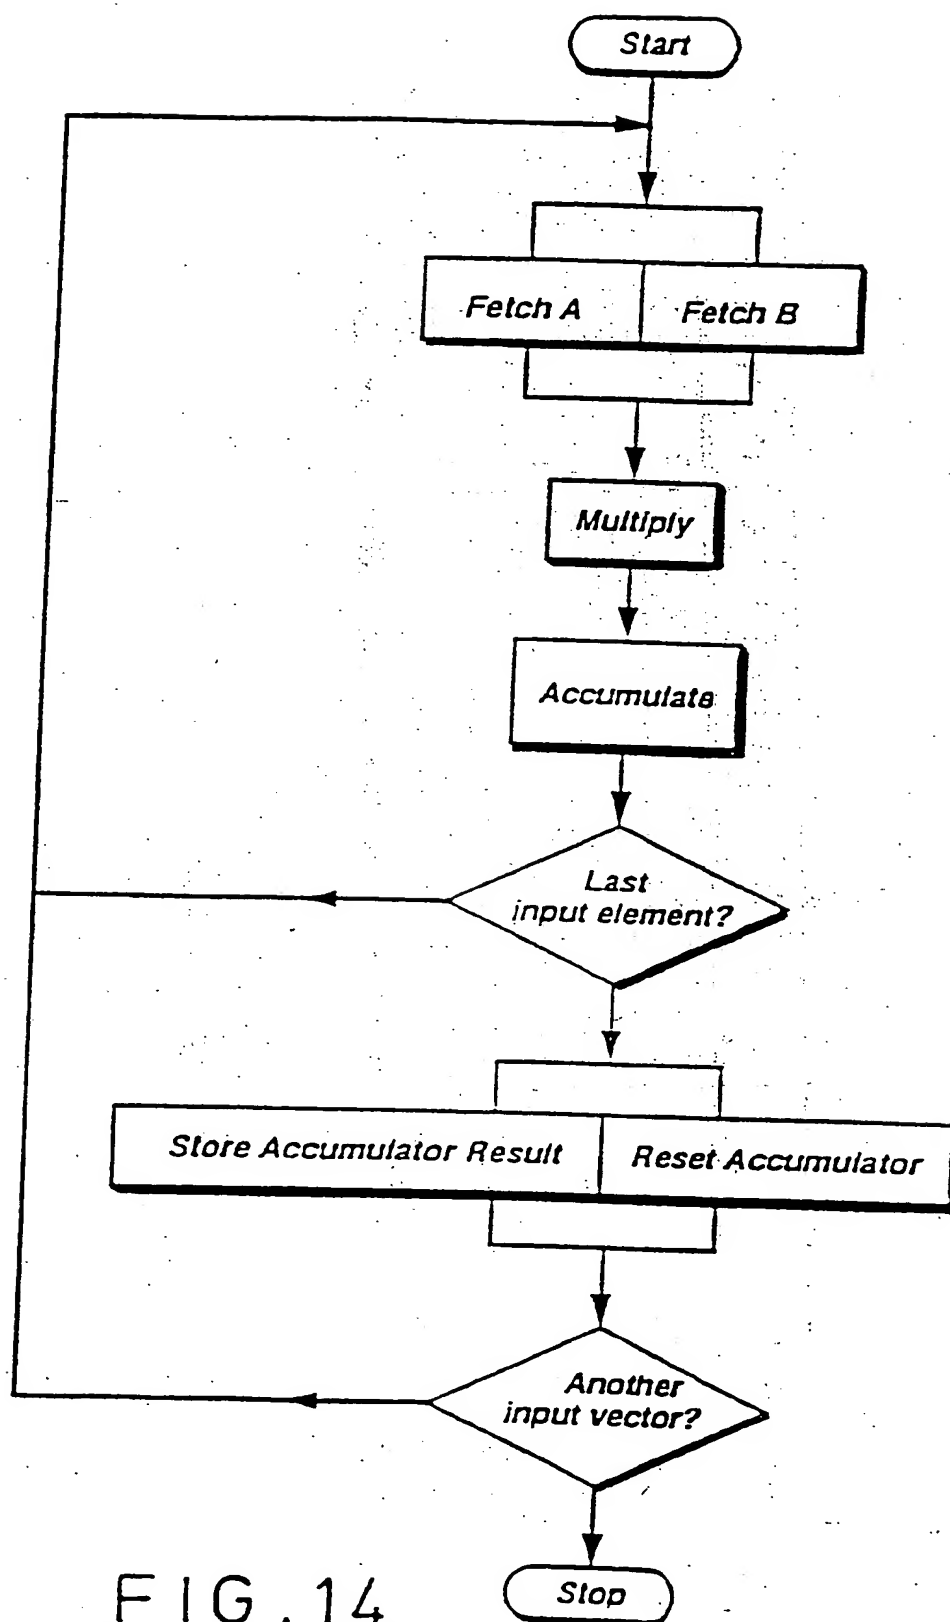 Start
Fetch A
Fetch B
Multiply
Accumulate
Last
input element?
Store Accumulator Result
Reset Accumulator
Another
input vector?
Stop
FIG.14